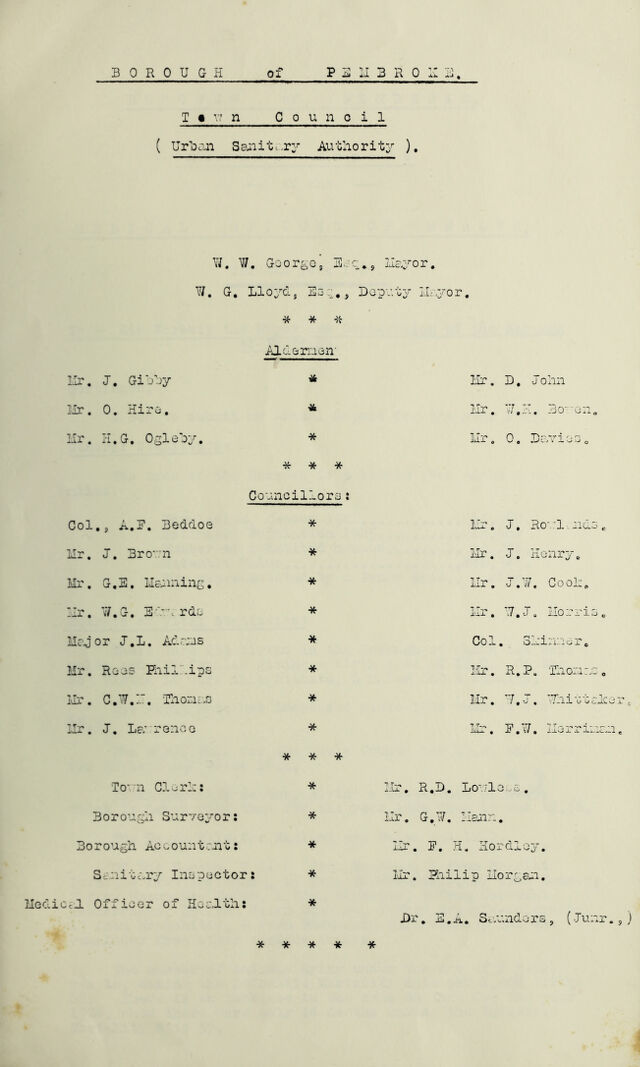 BOROUGH of PEMBROKE.
Town Council
( Urban Sanitary Authority ).
W. W. George, Esq., Mayor.
W. G. Lloyd, Esq., Deputy Mayor.
* * *
Aldermen
Mr. J. Gibby * Mr. D. John
Mr. O. Hire. * Mr. W.H. Bowen.
Mr. H.G. Ogleby. * Mr. O. Davies.
* * *
Councillors:
Col., A.F. Beddoe * Mr. J. Rowlands.
Mr. J. Brown * Mr. J. Henry.
Mr. G.E. Manning. * Mr. J.W. Cook.
Mr. W.G. Edwards * Mr. W.J. Morris.
Major J.L. Adams * Col. Skinner.
Mr. Rees Phillips * Mr. R.P. Thomas.
Mr. C.W.H. Thomas * Mr. W.J. Whittaker.
Mr. J. Lawrence * Mr. F.W. Merriman.
* * *
Town Clerk: * Mr. R.D. Lowless.
Borough Surveyor: * Mr. G.W. Mann.
Borough Accountant: * Mr. F. H. Hordley.
Sanitary Inspector: * Mr. Philip Morgan.
Medical Officer of Health: * Dr. E.A. Saunders, (Junr.,)
* * * * *